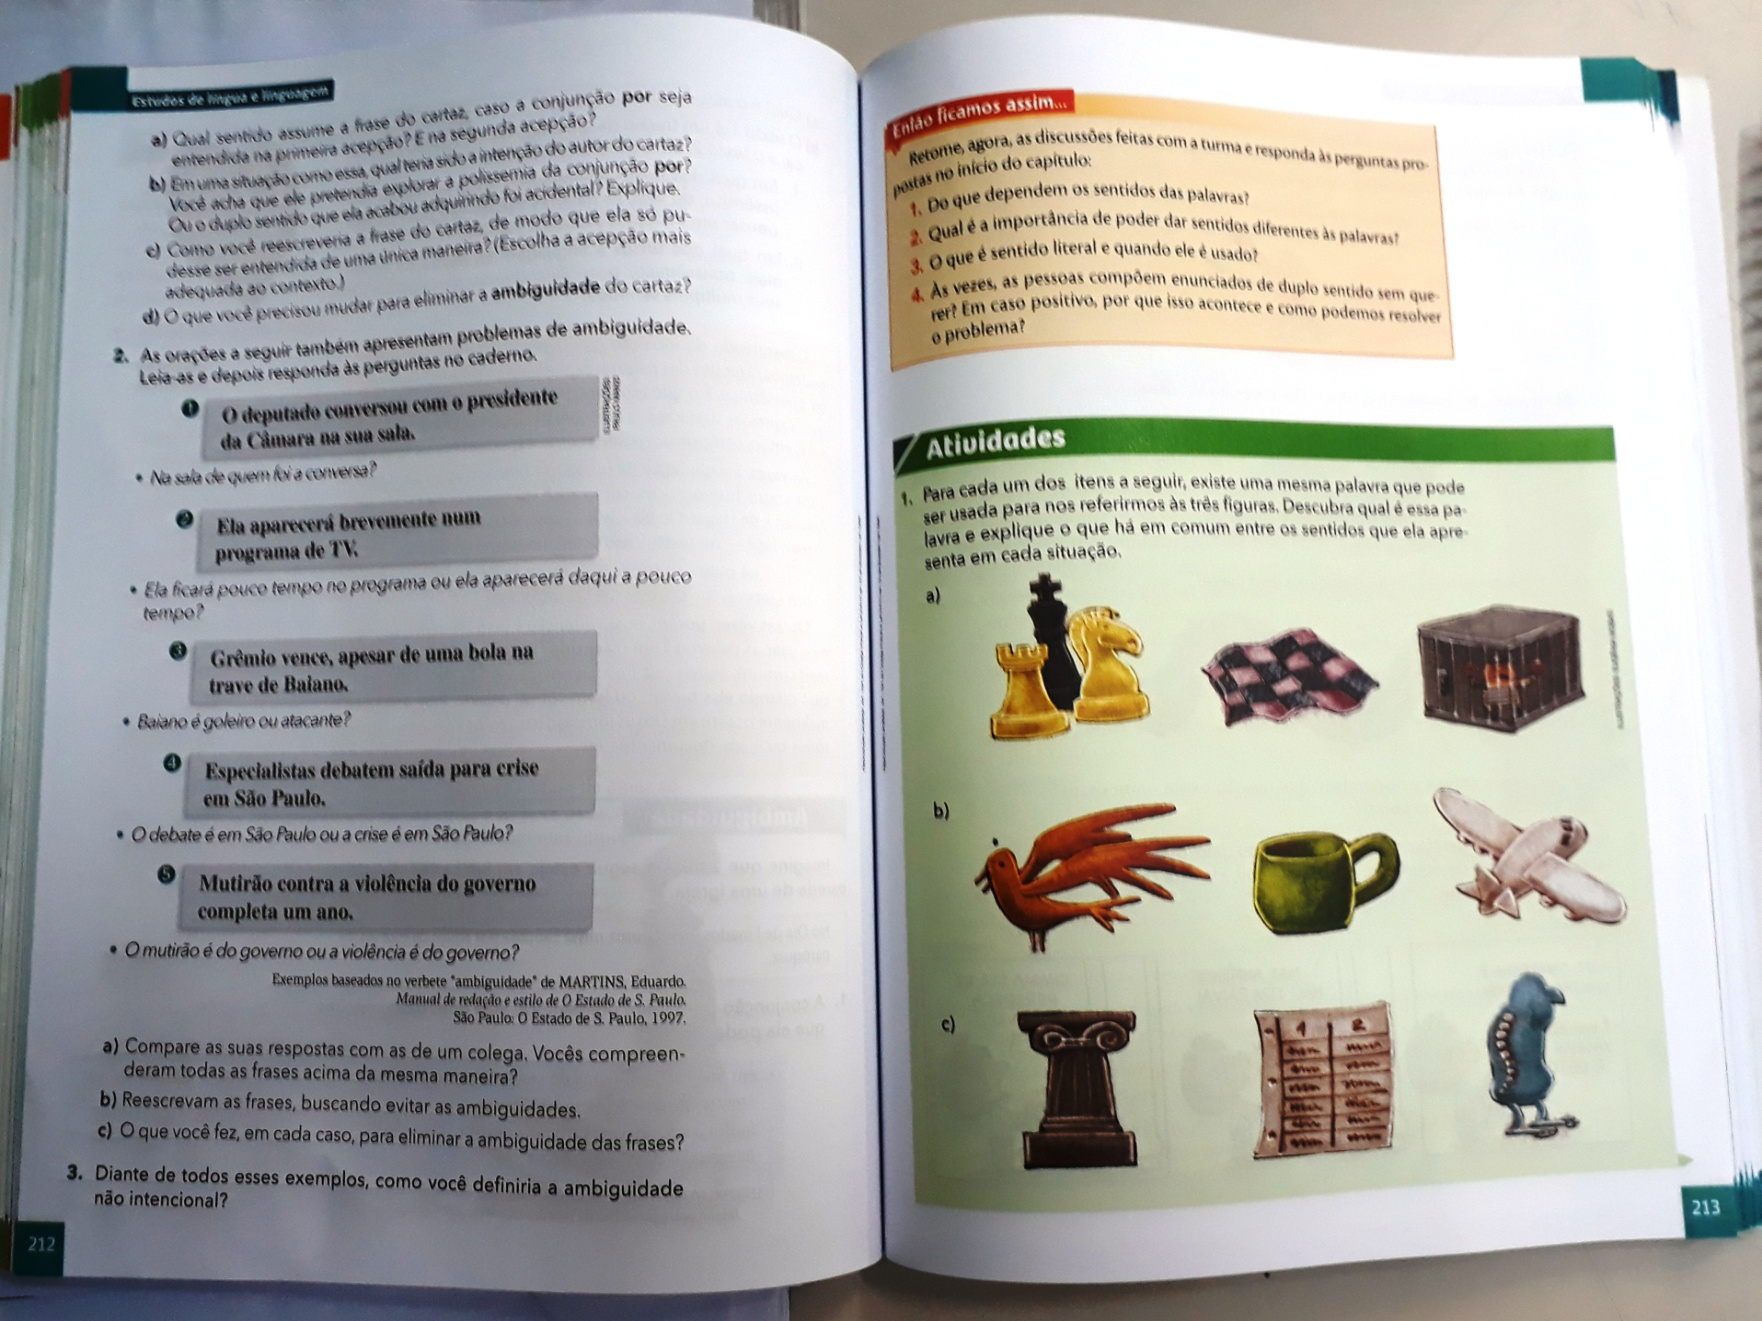 Estudos de língua e linguagem
a) Qual sentido assume a frase do cartaz, caso a conjunção por seja
entendida na primeira acepção? E na segunda acepção?
b) Em uma situação como essa, qual teria sido a intenção do autor do cartaz?
Você acha que ele pretendia explorar a polissemia da conjunção por?
Ou o duplo sentido que ela acabou adquirindo foi acidental? Explique.
c) Como você reescreveria a frase do cartaz, de modo que ela só pu-
desse ser entendida de uma única maneira? (Escolha a acepção mais
adequada ao contexto.)
d) O que você precisou mudar para eliminar a ambiguidade do cartaz?
2. As orações a seguir também apresentam problemas de ambiguidade.
Leia-as e depois responda às perguntas no caderno.
1 O deputado conversou com o presidente
da Câmara na sua sala.
• Na sala de quem foi a conversa?
2 Ela aparecerá brevemente num
programa de TV.
• Ela ficará pouco tempo no programa ou ela aparecerá daqui a pouco
tempo?
3 Grêmio vence, apesar de uma bola na
trave de Baiano.
• Baiano é goleiro ou atacante?
4 Especialistas debatem saída para crise
em São Paulo.
• O debate é em São Paulo ou a crise é em São Paulo?
5 Mutirão contra a violência do governo
completa um ano.
• O mutirão é do governo ou a violência é do governo?
Exemplos baseados no verbete "ambiguidade" de MARTINS, Eduardo.
Manual de redação e estilo de O Estado de S. Paulo.
São Paulo: O Estado de S. Paulo, 1997.
a) Compare as suas respostas com as de um colega. Vocês compreen-
deram todas as frases acima da mesma maneira?
b) Reescrevam as frases, buscando evitar as ambiguidades.
c) O que você fez, em cada caso, para eliminar a ambiguidade das frases?
3. Diante de todos esses exemplos, como você definiria a ambiguidade
não intencional?
212
Então ficamos assim...
Retome, agora, as discussões feitas com a turma e responda às perguntas pro-
postas no início do capítulo:
1. Do que dependem os sentidos das palavras?
2. Qual é a importância de poder dar sentidos diferentes às palavras?
3. O que é sentido literal e quando ele é usado?
4. Às vezes, as pessoas compõem enunciados de duplo sentido sem que-
rer? Em caso positivo, por que isso acontece e como podemos resolver
o problema?
Atividades
1. Para cada um dos itens a seguir, existe uma mesma palavra que pode
ser usada para nos referirmos às três figuras. Descubra qual é essa pa-
lavra e explique o que há em comum entre os sentidos que ela apre-
senta em cada situação.
a)
b)
c)
1 2
213